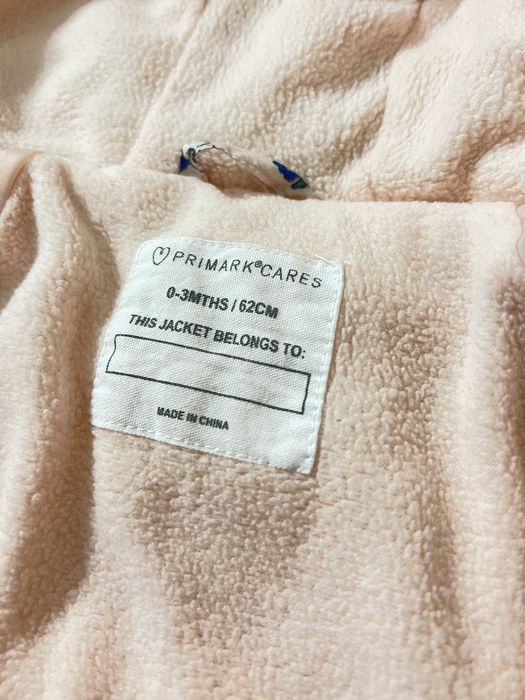 PRIMARK®CARES
0-3MTHS / 62CM
THIS JACKET BELONGS TO:
MADE IN CHINA